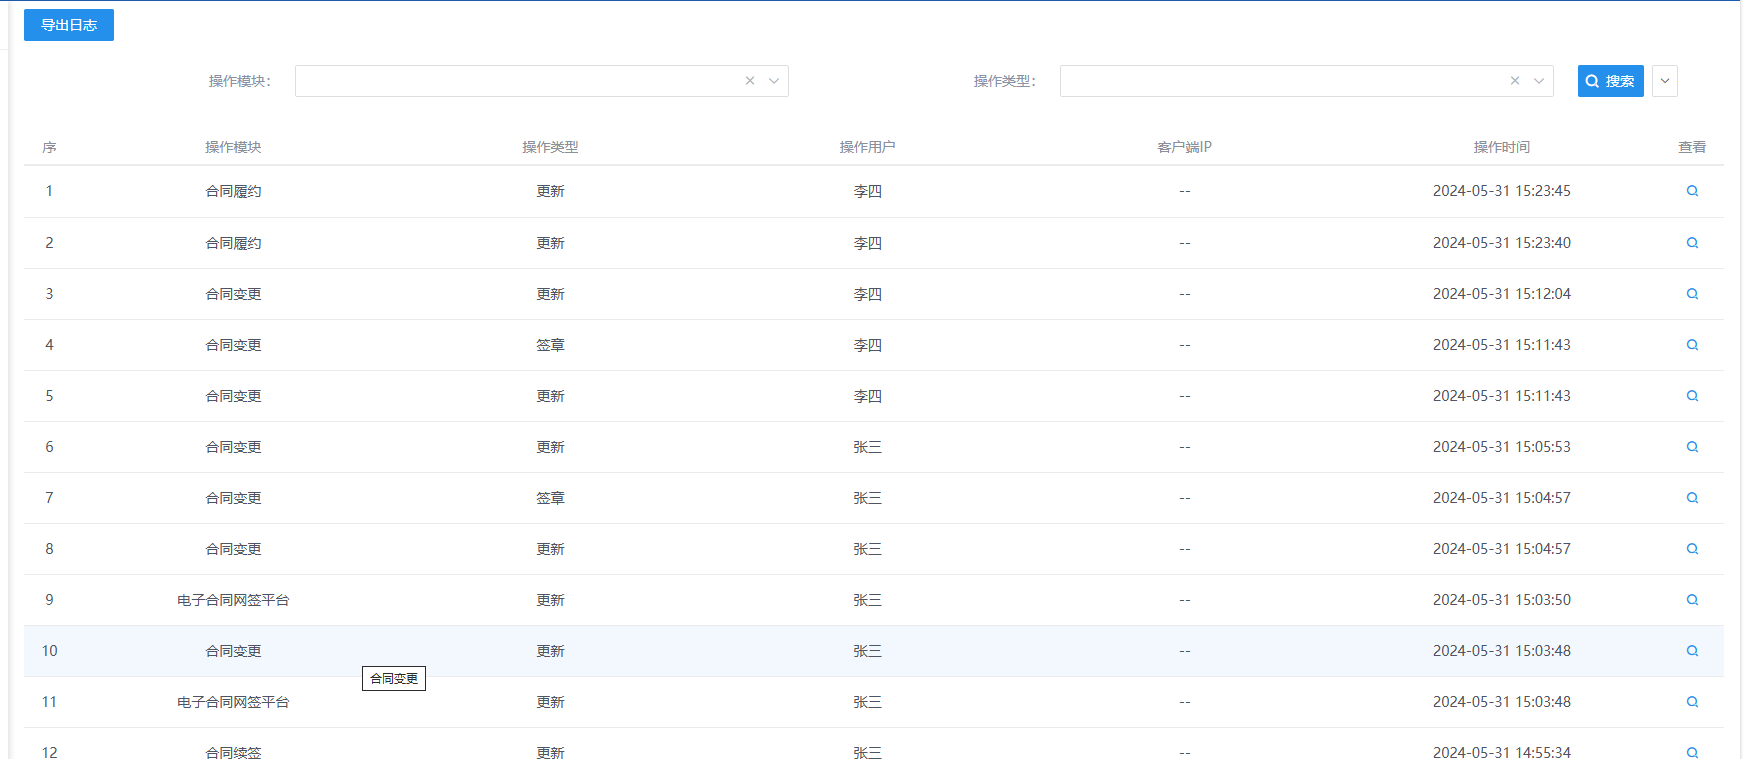 导出日志
操作模块: 操作类型: 搜索
序 操作模块 操作类型 操作用户 客户端IP 操作时间 查看
1 合同履约 更新 李四 -- 2024-05-31 15:23:45
2 合同履约 更新 李四 -- 2024-05-31 15:23:40
3 合同变更 更新 李四 -- 2024-05-31 15:12:04
4 合同变更 签章 李四 -- 2024-05-31 15:11:43
5 合同变更 更新 李四 -- 2024-05-31 15:11:43
6 合同变更 更新 张三 -- 2024-05-31 15:05:53
7 合同变更 签章 张三 -- 2024-05-31 15:04:57
8 合同变更 更新 张三 -- 2024-05-31 15:04:57
9 电子合同网签平台 更新 张三 -- 2024-05-31 15:03:50
10 合同变更 更新 张三 -- 2024-05-31 15:03:48
合同变更
11 电子合同网签平台 更新 张三 -- 2024-05-31 15:03:48
12 合同续签 更新 张三 -- 2024-05-31 14:55:34